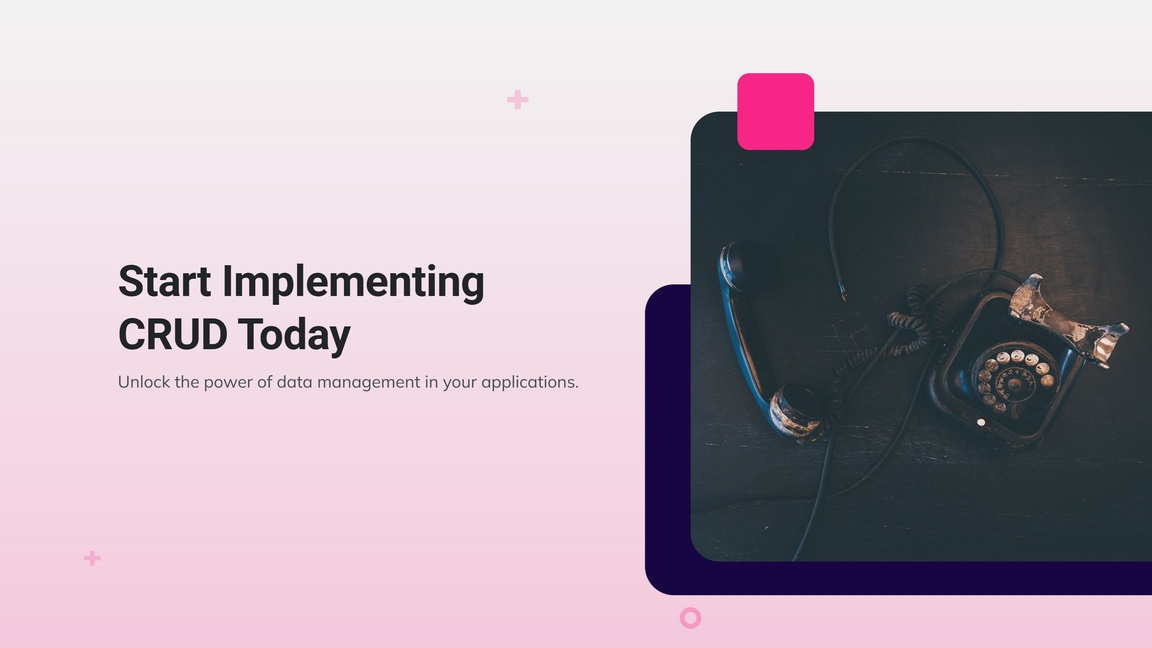 Start Implementing
CRUD Today
Unlock the power of data management in your applications.